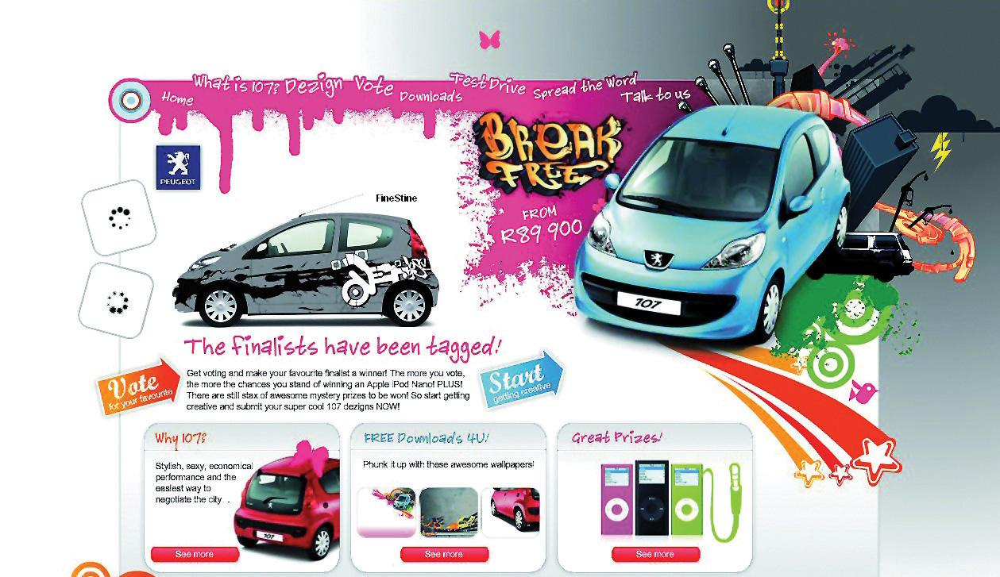 Home
What is 107?
Dezign
Vote
Downloads
Test Drive
Spread the Word
Talk to us
PEUGEOT
BREAK
FREE
FROM
R89 900
FineStine
107
The finalists have been tagged!
Vote
for your favourite
Get voting and make your favourite finalist a winner! The more you vote,
the more the chances you stand of winning an Apple iPod Nano! PLUS!
There are still stax of awesome mystery prizes to be won! So start getting
creative and submit your super cool 107 dezigns NOW!
Start
getting creative
Why 107?
Stylish, sexy, economical
performance and the
easiest way to
negotiate the city. .
107
See more
FREE Downloads 4U!
Phunk it up with these awesome wallpapers!
See more
Great Prizes!
See more